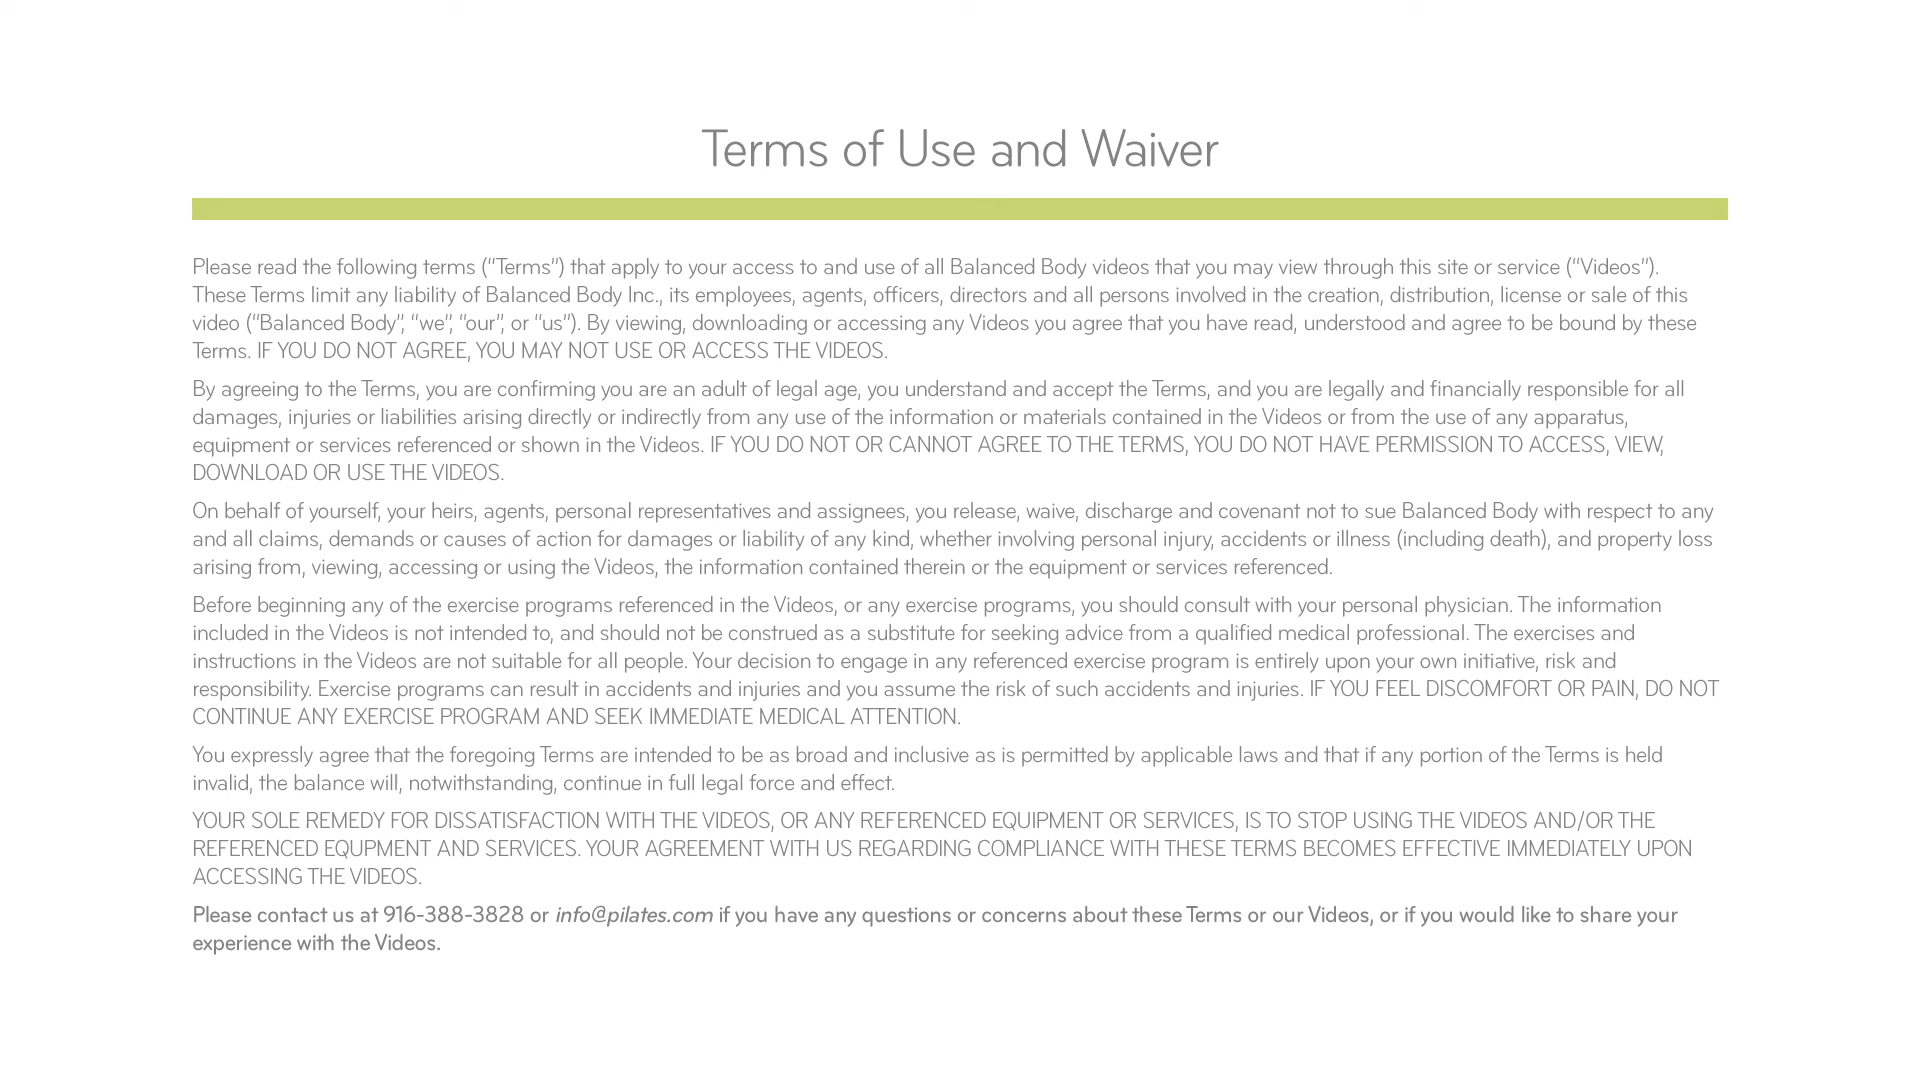 Terms of Use and Waiver
Please read the following terms (“Terms”) that apply to your access to and use of all Balanced Body videos that you may view through this site or service (“Videos”).
These Terms limit any liability of Balanced Body Inc., its employees, agents, officers, directors and all persons involved in the creation, distribution, license or sale of this
video (“Balanced Body”, “we”, “our”, or “us”). By viewing, downloading or accessing any Videos you agree that you have read, understood and agree to be bound by these
Terms. IF YOU DO NOT AGREE, YOU MAY NOT USE OR ACCESS THE VIDEOS.
By agreeing to the Terms, you are confirming you are an adult of legal age, you understand and accept the Terms, and you are legally and financially responsible for all
damages, injuries or liabilities arising directly or indirectly from any use of the information or materials contained in the Videos or from the use of any apparatus,
equipment or services referenced or shown in the Videos. IF YOU DO NOT OR CANNOT AGREE TO THE TERMS, YOU DO NOT HAVE PERMISSION TO ACCESS, VIEW,
DOWNLOAD OR USE THE VIDEOS.
On behalf of yourself, your heirs, agents, personal representatives and assignees, you release, waive, discharge and covenant not to sue Balanced Body with respect to any
and all claims, demands or causes of action for damages or liability of any kind, whether involving personal injury, accidents or illness (including death), and property loss
arising from, viewing, accessing or using the Videos, the information contained therein or the equipment or services referenced.
Before beginning any of the exercise programs referenced in the Videos, or any exercise programs, you should consult with your personal physician. The information
included in the Videos is not intended to, and should not be construed as a substitute for seeking advice from a qualified medical professional. The exercises and
instructions in the Videos are not suitable for all people. Your decision to engage in any referenced exercise program is entirely upon your own initiative, risk and
responsibility. Exercise programs can result in accidents and injuries and you assume the risk of such accidents and injuries. IF YOU FEEL DISCOMFORT OR PAIN, DO NOT
CONTINUE ANY EXERCISE PROGRAM AND SEEK IMMEDIATE MEDICAL ATTENTION.
You expressly agree that the foregoing Terms are intended to be as broad and inclusive as is permitted by applicable laws and that if any portion of the Terms is held
invalid, the balance will, notwithstanding, continue in full legal force and effect.
YOUR SOLE REMEDY FOR DISSATISFACTION WITH THE VIDEOS, OR ANY REFERENCED EQUIPMENT OR SERVICES, IS TO STOP USING THE VIDEOS AND/OR THE
REFERENCED EQUPMENT AND SERVICES. YOUR AGREEMENT WITH US REGARDING COMPLIANCE WITH THESE TERMS BECOMES EFFECTIVE IMMEDIATELY UPON
ACCESSING THE VIDEOS.
Please contact us at 916-388-3828 or info@pilates.com if you have any questions or concerns about these Terms or our Videos, or if you would like to share your
experience with the Videos.